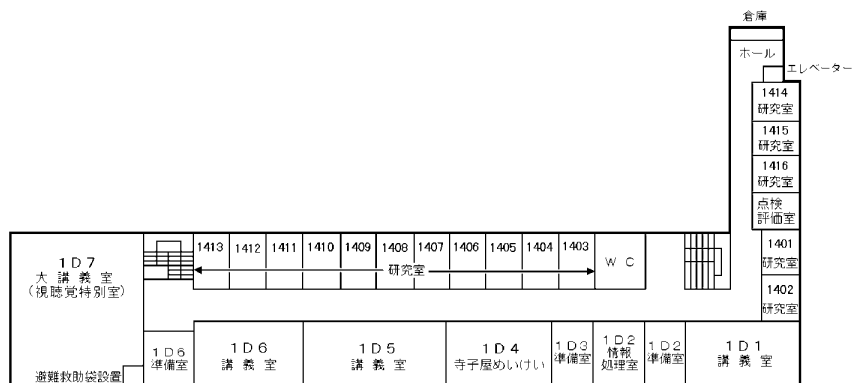 倉庫
ホール
エレベーター
1414
研究室
1415
研究室
1416
研究室
点検
評価室
1401
研究室
1402
研究室
1D7
大講義室
(視聴覚特別室)
1413 1412 1411 1410 1409 1408 1407 1406 1405 1404 1403
研究室
WC
避難救助袋設置
1D6
準備室
1D6
講義室
1D5
講義室
1D4
寺子屋めいけい
1D3
準備室
1D2
情報
処理室
1D2
準備室
1D1
講義室